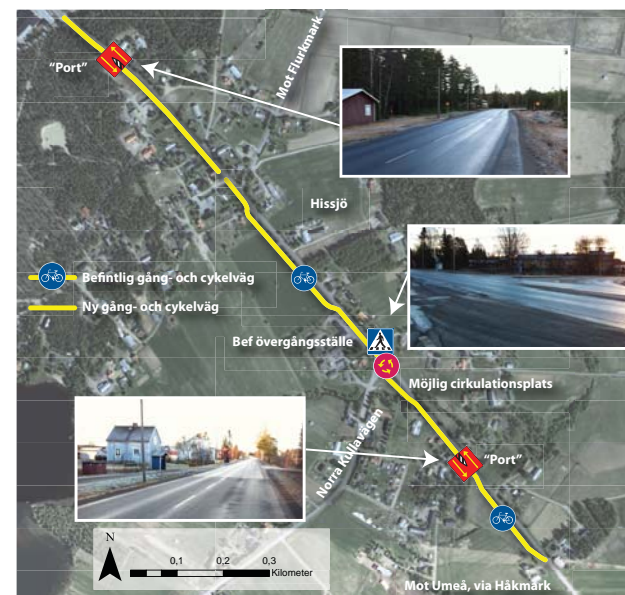 Mot Flurkmark
“Port”
Hissjö
Befintlig gång- och cykelväg
Ny gång- och cykelväg
Bef övergångsställe
Möjlig cirkulationsplats
Norra Kullavägen
“Port”
N
0,1 0,2 0,3
Kilometer
Mot Umeå, via Håkmark